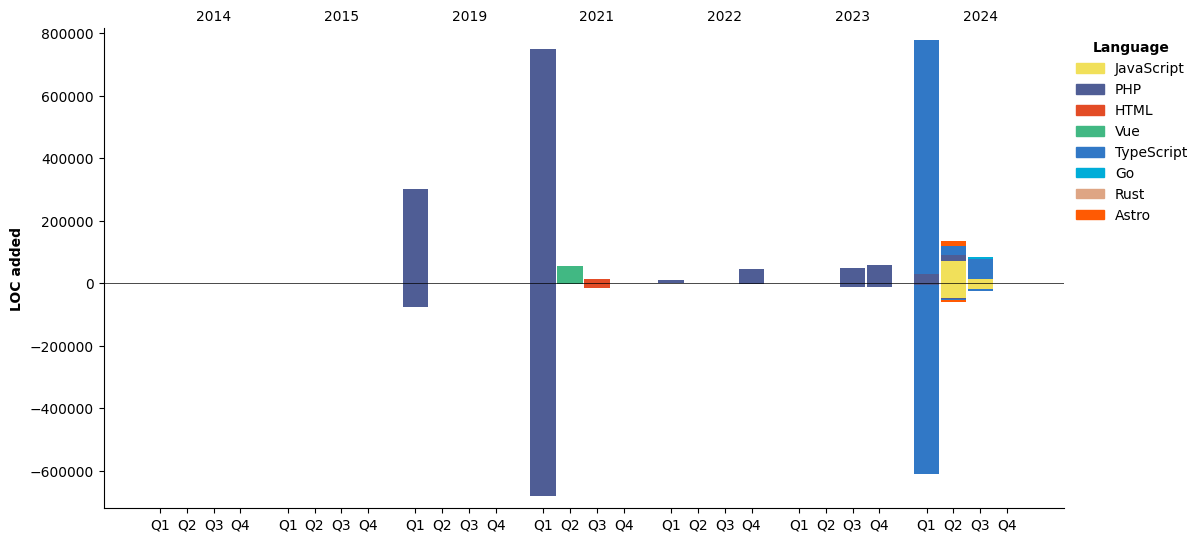 2014 2015 2019 2021 2022 2023 2024
LOC added
800000
600000
400000
200000
0
−200000
−400000
−600000
Q1 Q2 Q3 Q4 Q1 Q2 Q3 Q4 Q1 Q2 Q3 Q4 Q1 Q2 Q3 Q4 Q1 Q2 Q3 Q4 Q1 Q2 Q3 Q4 Q1 Q2 Q3 Q4
Language
JavaScript
PHP
HTML
Vue
TypeScript
Go
Rust
Astro